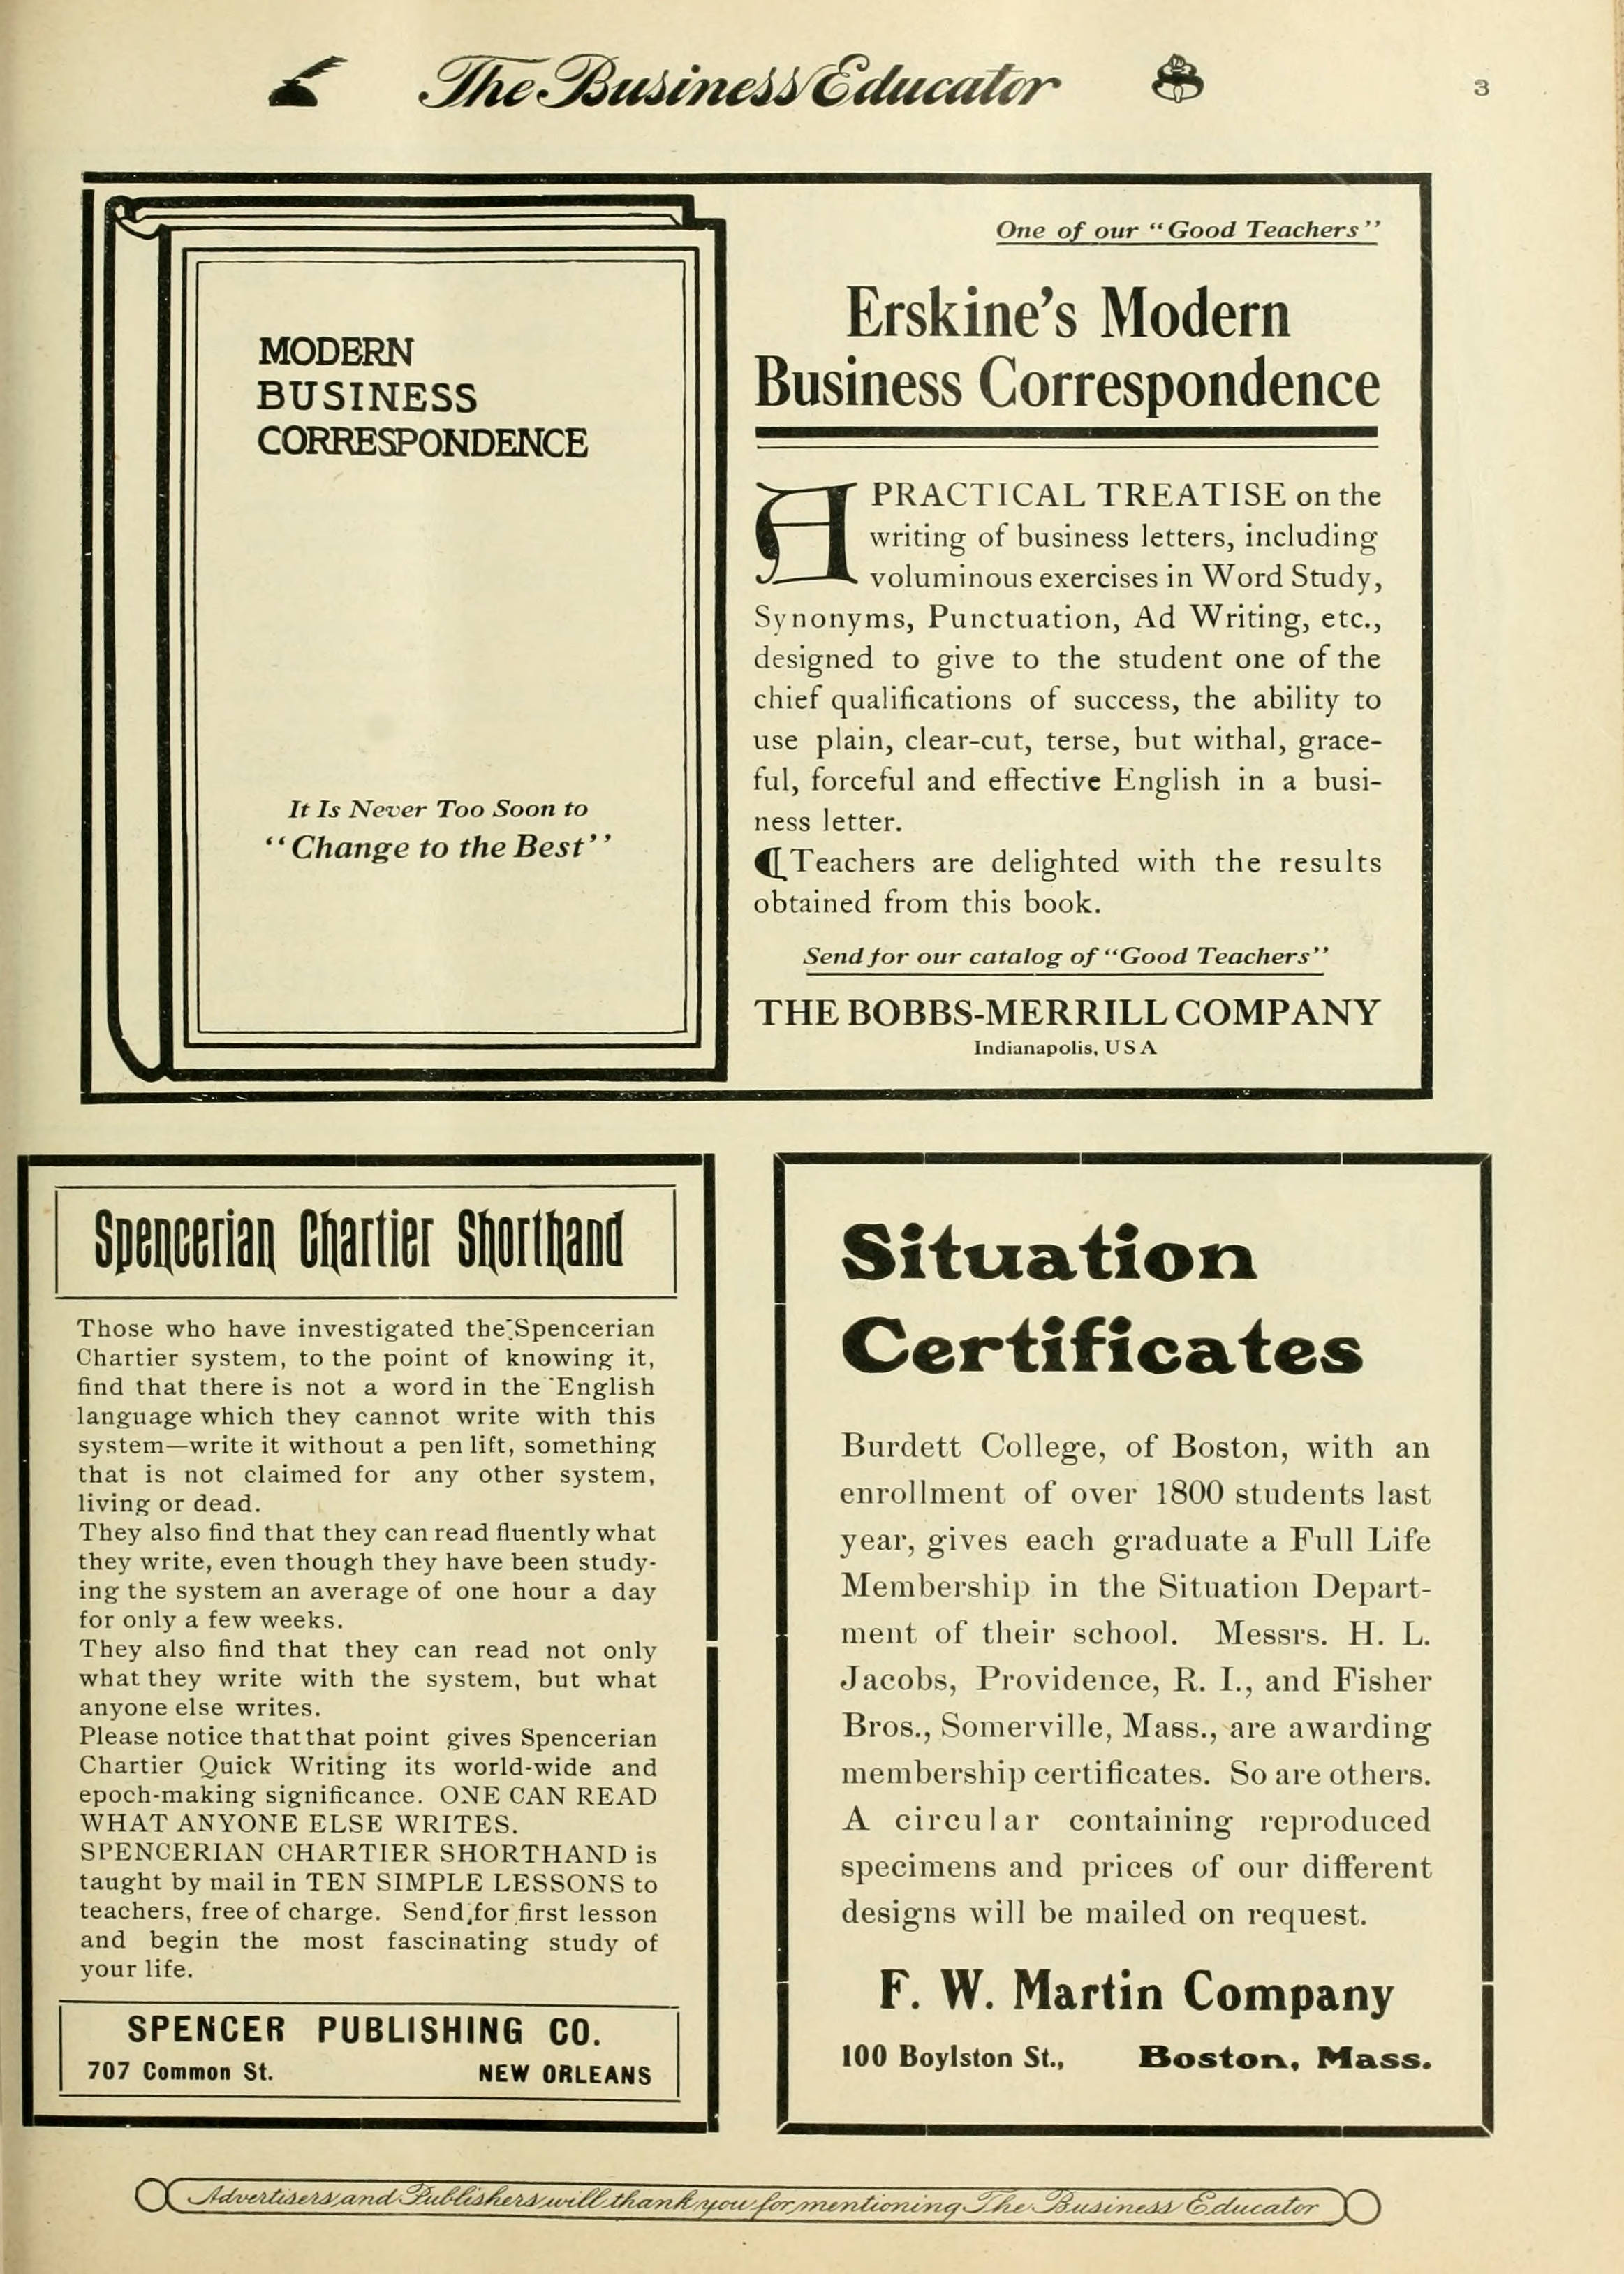 The Business Educator
3
MODERN
BUSINESS
CORRESPONDENCE
It Is Never Too Soon to
"Change to the Best"
One of our "Good Teachers"
Erskine's Modern
Business Correspondence
A PRACTICAL TREATISE on the
writing of business letters, including
voluminous exercises in Word Study,
Synonyms, Punctuation, Ad Writing, etc.,
designed to give to the student one of the
chief qualifications of success, the ability to
use plain, clear-cut, terse, but withal, grace-
ful, forceful and effective English in a busi-
ness letter.
¶ Teachers are delighted with the results
obtained from this book.
Send for our catalog of "Good Teachers"
THE BOBBS-MERRILL COMPANY
Indianapolis, U S A
Spencerian Chartier Shorthand
Those who have investigated the Spencerian
Chartier system, to the point of knowing it,
find that there is not a word in the English
language which they cannot write with this
system—write it without a pen lift, something
that is not claimed for any other system,
living or dead.
They also find that they can read fluently what
they write, even though they have been study-
ing the system an average of one hour a day
for only a few weeks.
They also find that they can read not only
what they write with the system, but what
anyone else writes.
Please notice that that point gives Spencerian
Chartier Quick Writing its world-wide and
epoch-making significance. ONE CAN READ
WHAT ANYONE ELSE WRITES.
SPENCERIAN CHARTIER SHORTHAND is
taught by mail in TEN SIMPLE LESSONS to
teachers, free of charge. Send for first lesson
and begin the most fascinating study of
your life.
SPENCER PUBLISHING CO.
707 Common St. NEW ORLEANS
Situation
Certificates
Burdett College, of Boston, with an
enrollment of over 1800 students last
year, gives each graduate a Full Life
Membership in the Situation Depart-
ment of their school. Messrs. H. L.
Jacobs, Providence, R. I., and Fisher
Bros., Somerville, Mass., are awarding
membership certificates. So are others.
A circular containing reproduced
specimens and prices of our different
designs will be mailed on request.
F. W. Martin Company
100 Boylston St., Boston, Mass.
Advertisers and Publishers will thank you for mentioning The Business Educator